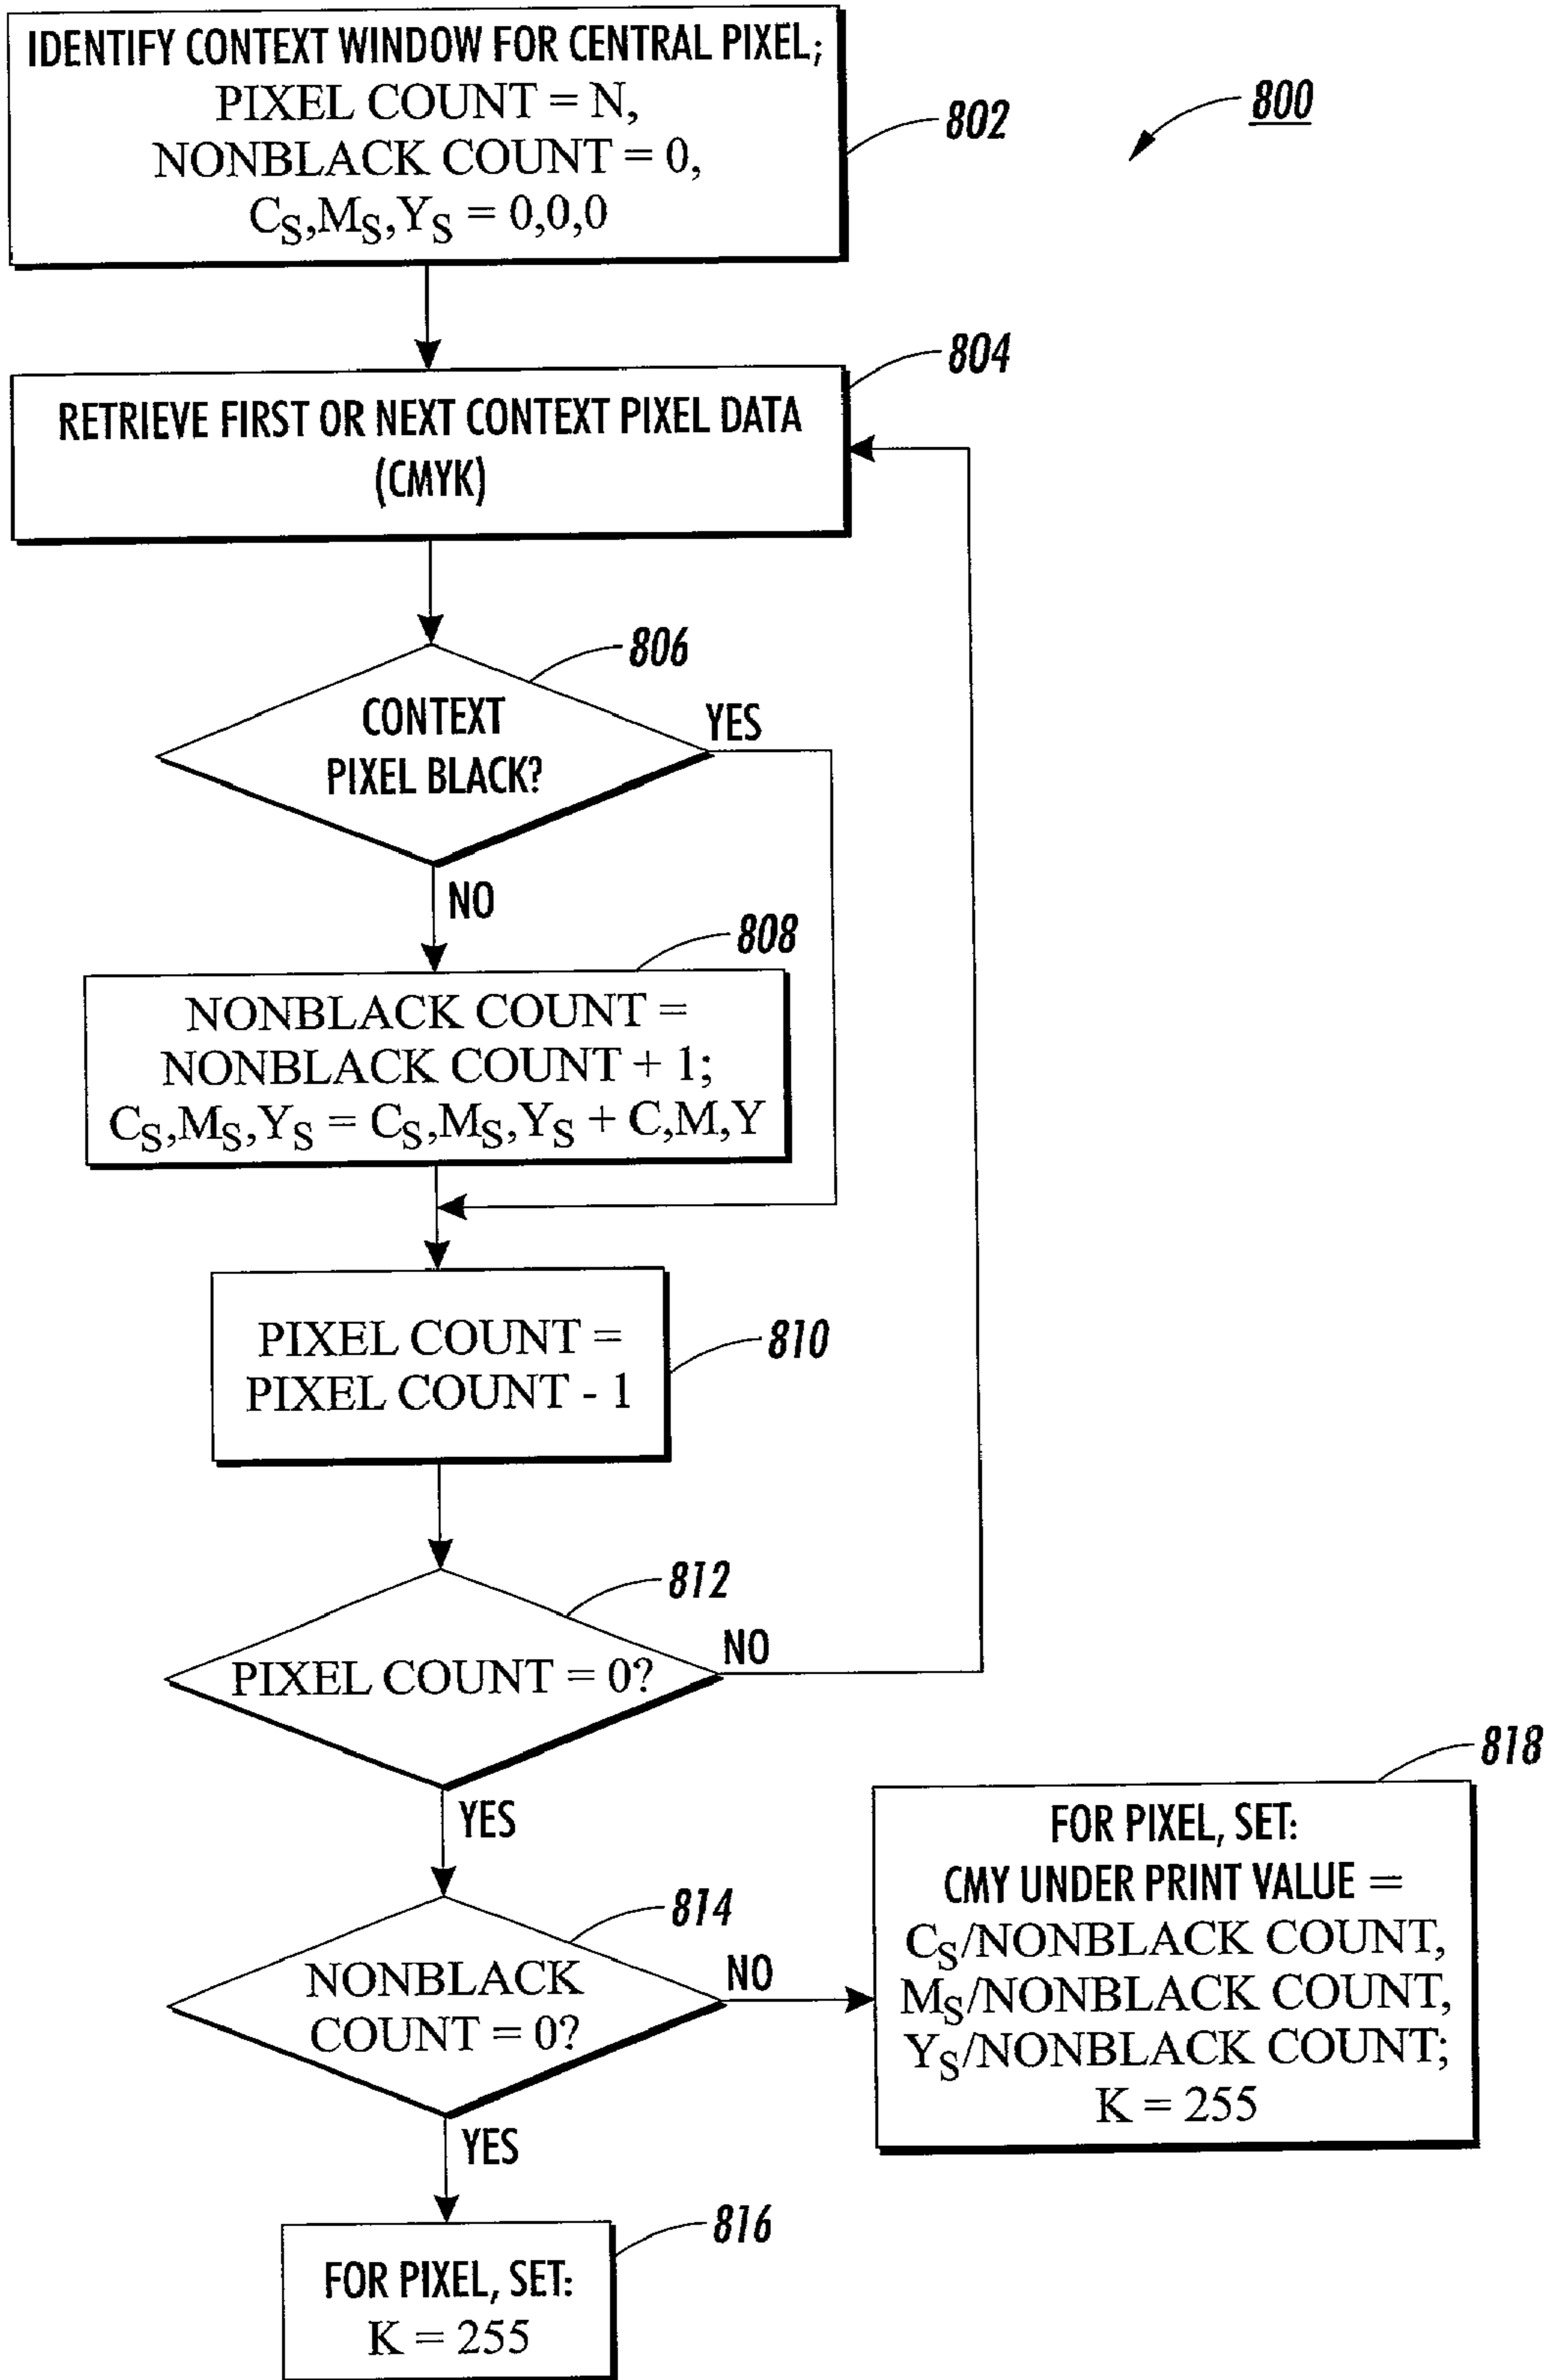 IDENTIFY CONTEXT WINDOW FOR CENTRAL PIXEL;
PIXEL COUNT = N,
NONBLACK COUNT = 0,
CS,MS,YS = 0,0,0
802
800
804
RETRIEVE FIRST OR NEXT CONTEXT PIXEL DATA
(CMYK)
806
CONTEXT
PIXEL BLACK?
YES
NO
808
NONBLACK COUNT =
NONBLACK COUNT + 1;
CS,MS,YS = CS,MS,YS + C,M,Y
PIXEL COUNT =
PIXEL COUNT - 1
810
812
PIXEL COUNT = 0?
NO
YES
814
NONBLACK
COUNT = 0?
NO
YES
818
FOR PIXEL, SET:
CMY UNDER PRINT VALUE =
CS/NONBLACK COUNT,
MS/NONBLACK COUNT,
YS/NONBLACK COUNT;
K = 255
816
FOR PIXEL, SET:
K = 255